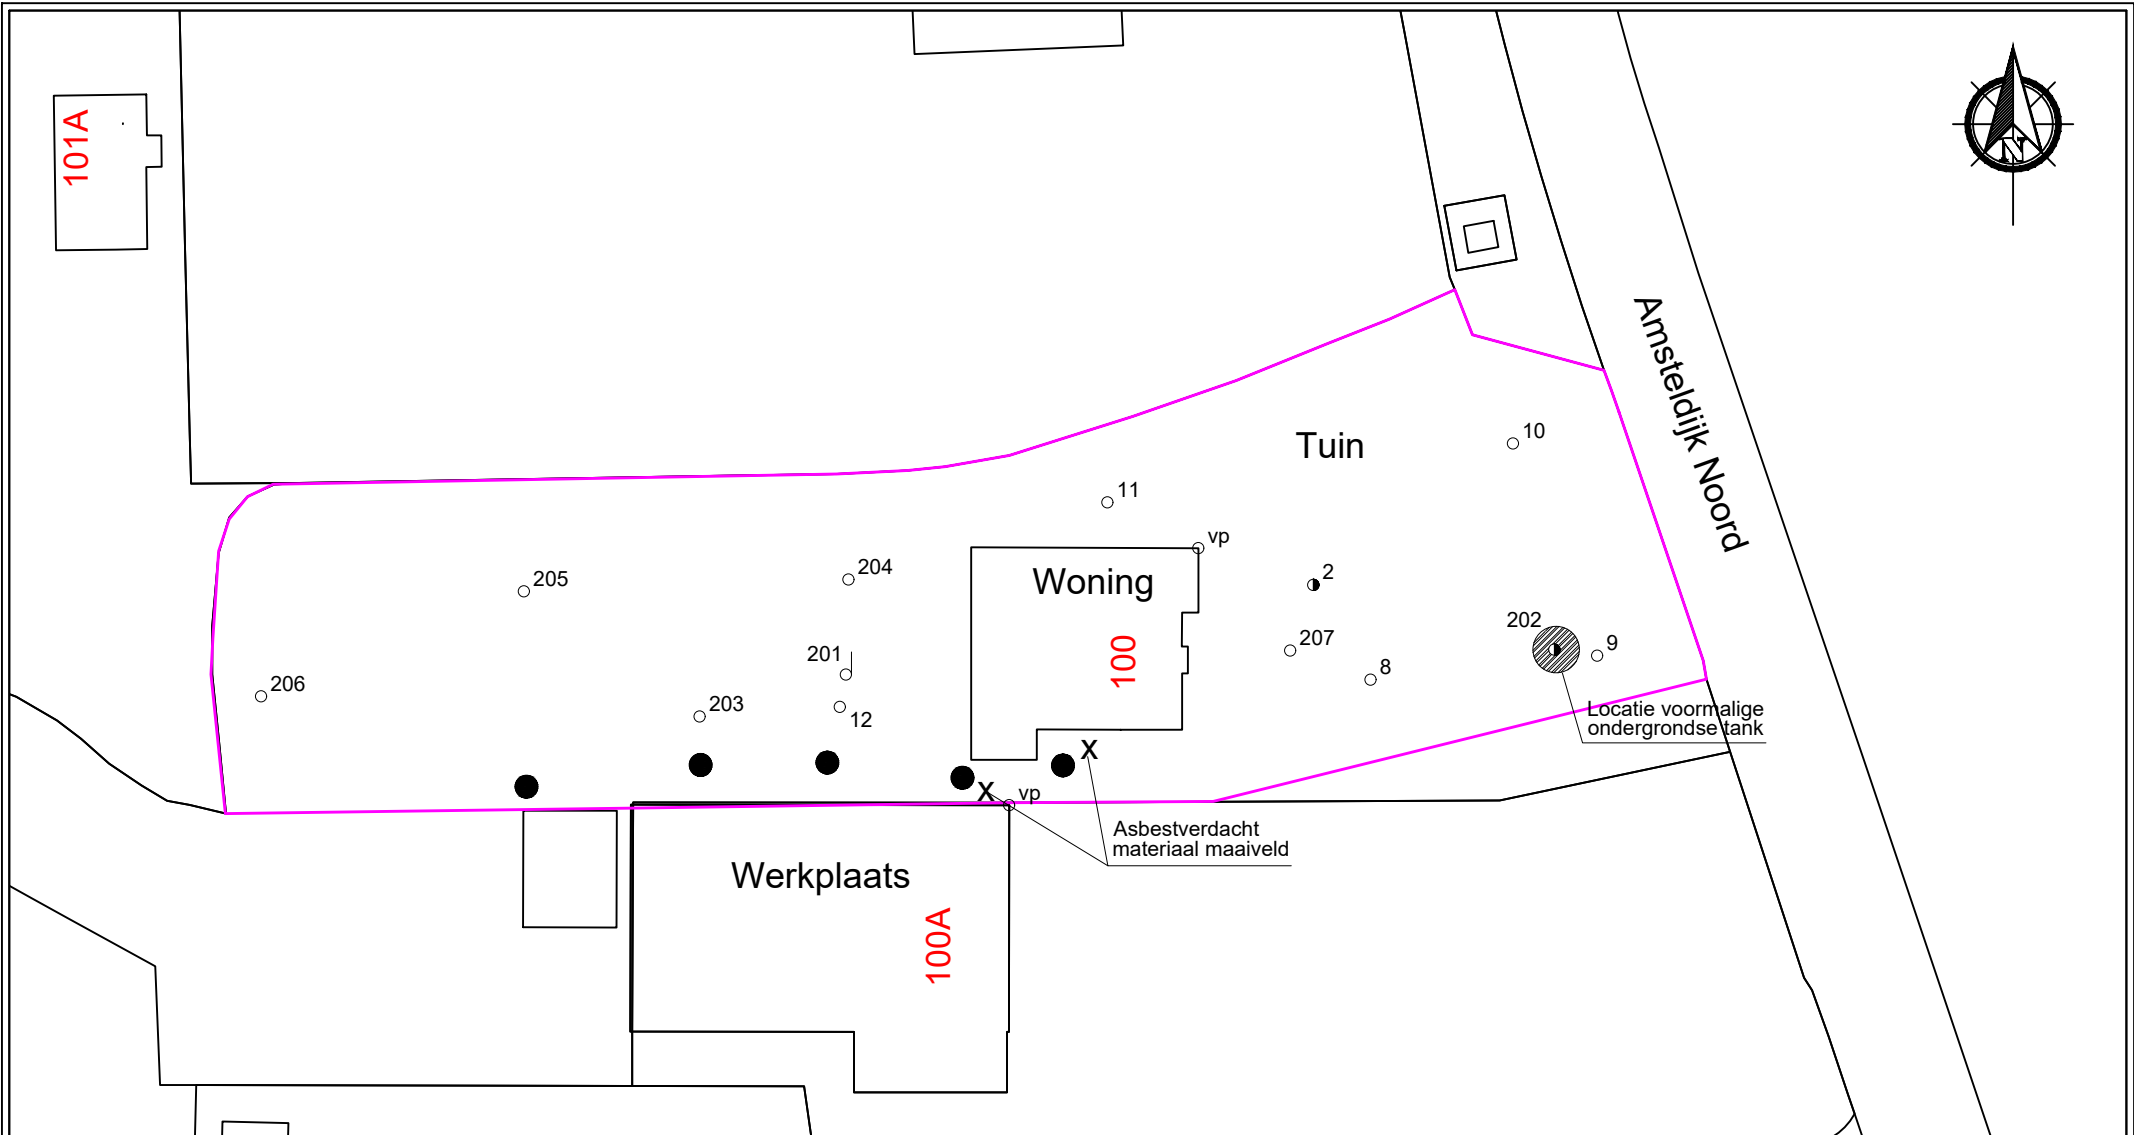 101A
N
Amsteldijk Noord
Tuin
10
11
vp
Woning
2
204
205
100
207
202
9
8
201
206
203
12
Locatie voormalige
ondergrondse tank
x
x
vp
Asbestverdacht
materiaal maaiveld
Werkplaats
100A